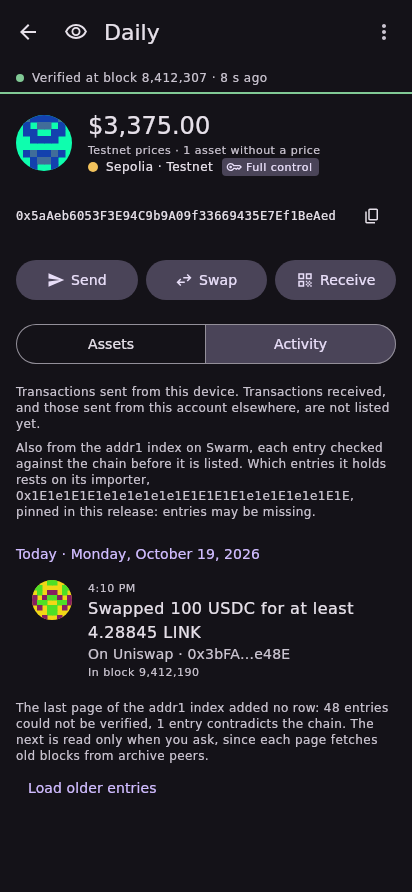 Daily
Verified at block 8,412,307 · 8 s ago
$3,375.00
Testnet prices · 1 asset without a price
Sepolia · Testnet
Full control
0x5aAeb6053F3E94C9b9A09f33669435E7Ef1BeAed
Send
Swap
Receive
Assets
Activity
Transactions sent from this device. Transactions received,
and those sent from this account elsewhere, are not listed
yet.
Also from the addr1 index on Swarm, each entry checked
against the chain before it is listed. Which entries it holds
rests on its importer,
0x1E1e1E1E1e1e1e1e1e1E1E1E1E1e1e1E1e1e1e1E1E,
pinned in this release: entries may be missing.
Today · Monday, October 19, 2026
4:10 PM
Swapped 100 USDC for at least
4.28845 LINK
On Uniswap · 0x3bFA…e48E
In block 9,412,190
The last page of the addr1 index added no row: 48 entries
could not be verified, 1 entry contradicts the chain. The
next is read only when you ask, since each page fetches
old blocks from archive peers.
Load older entries